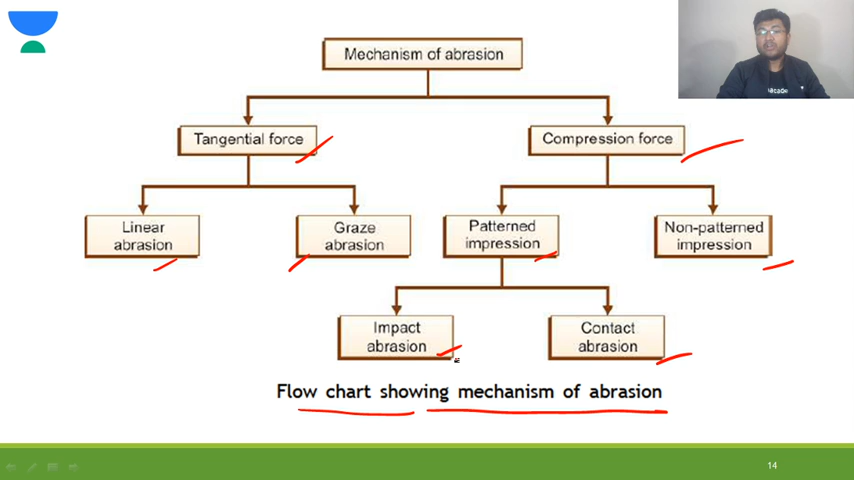 Mechanism of abrasion
Tangential force
Compression force
Linear
abrasion
Graze
abrasion
Patterned
impression
Non-patterned
impression
Impact
abrasion
Contact
abrasion
Flow chart showing mechanism of abrasion
14